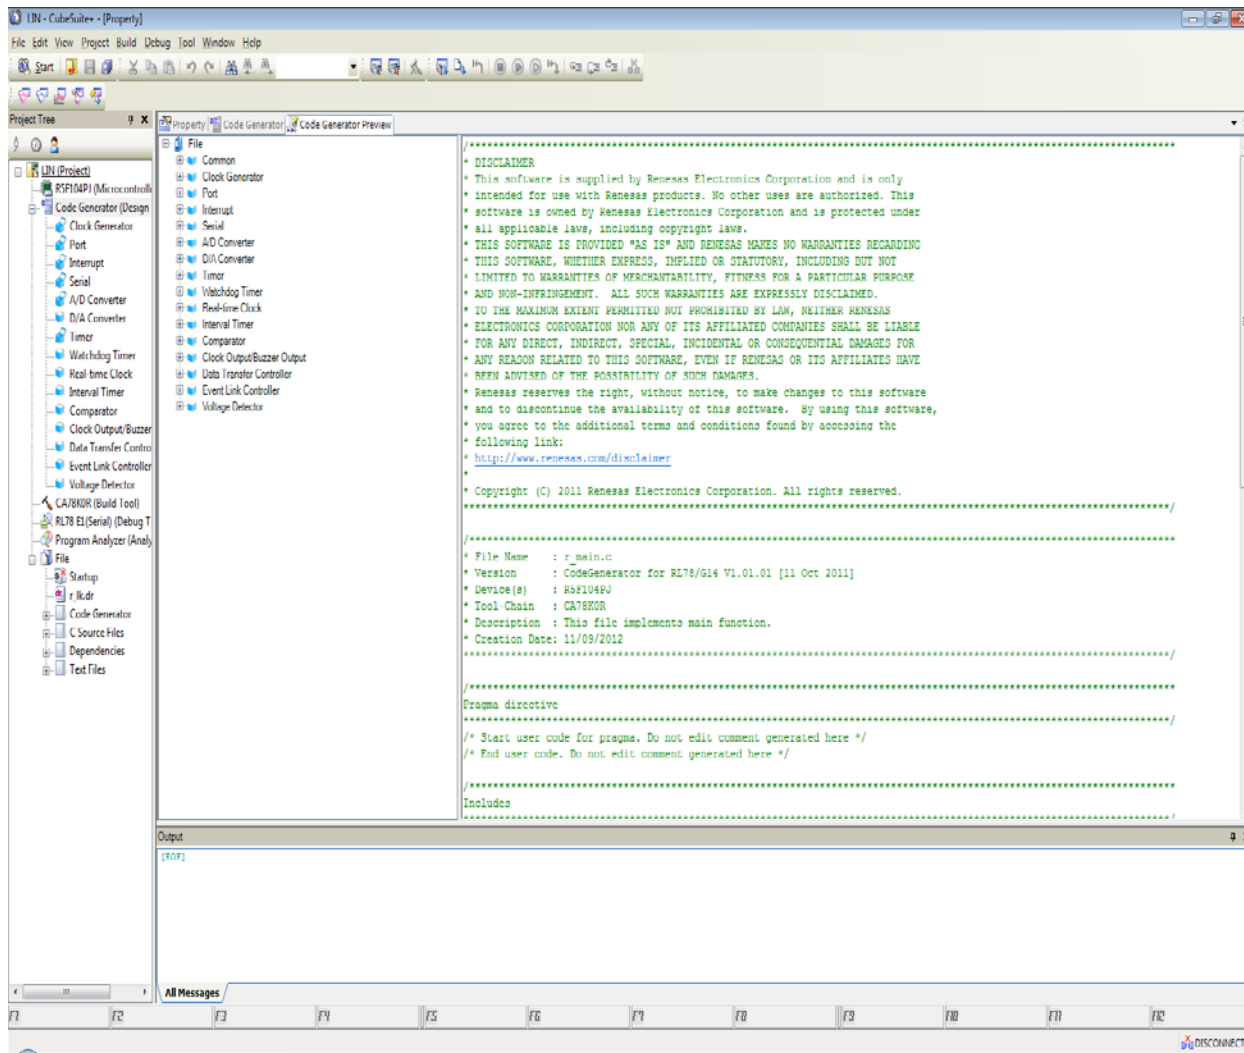 LIN - CubeSuite+ - [Property]
File Edit View Project Build Debug Tool Window Help
Start
Project Tree
Property Code Generator Code Generator Preview
LIN (Project)
R5F104PJ (Microcontroll
Code Generator (Design
Clock Generator
Port
Interrupt
Serial
A/D Converter
D/A Converter
Timer
Watchdog Timer
Real-time Clock
Interval Timer
Comparator
Clock Output/Buzzer
Data Transfer Contro
Event Link Controller
Voltage Detector
CA78K0R (Build Tool)
RL78 E1(Serial) (Debug T
Program Analyzer (Analy
File
Startup
r_lk.dr
Code Generator
C Source Files
Dependencies
Text Files
File
Common
Clock Generator
Port
Interrupt
Serial
A/D Converter
D/A Converter
Timer
Watchdog Timer
Real-time Clock
Interval Timer
Comparator
Clock Output/Buzzer Output
Data Transfer Controller
Event Link Controller
Voltage Detector
/***********************************************************************************************************************
* DISCLAIMER
* This software is supplied by Renesas Electronics Corporation and is only
* intended for use with Renesas products. No other uses are authorized. This
* software is owned by Renesas Electronics Corporation and is protected under
* all applicable laws, including copyright laws.
* THIS SOFTWARE IS PROVIDED "AS IS" AND RENESAS MAKES NO WARRANTIES REGARDING
* THIS SOFTWARE, WHETHER EXPRESS, IMPLIED OR STATUTORY, INCLUDING BUT NOT
* LIMITED TO WARRANTIES OF MERCHANTABILITY, FITNESS FOR A PARTICULAR PURPOSE
* AND NON-INFRINGEMENT.  ALL SUCH WARRANTIES ARE EXPRESSLY DISCLAIMED.
* TO THE MAXIMUM EXTENT PERMITTED NOT PROHIBITED BY LAW, NEITHER RENESAS
* ELECTRONICS CORPORATION NOR ANY OF ITS AFFILIATED COMPANIES SHALL BE LIABLE
* FOR ANY DIRECT, INDIRECT, SPECIAL, INCIDENTAL OR CONSEQUENTIAL DAMAGES FOR
* ANY REASON RELATED TO THIS SOFTWARE, EVEN IF RENESAS OR ITS AFFILIATES HAVE
* BEEN ADVISED OF THE POSSIBILITY OF SUCH DAMAGES.
* Renesas reserves the right, without notice, to make changes to this software
* and to discontinue the availability of this software.  By using this software,
* you agree to the additional terms and conditions found by accessing the
* following link:
* http://www.renesas.com/disclaimer
*
* Copyright (C) 2011 Renesas Electronics Corporation. All rights reserved.
***********************************************************************************************************************/
/***********************************************************************************************************************
* File Name    : r_main.c
* Version      : CodeGenerator for RL78/G14 V1.01.01 [11 Oct 2011]
* Device(s)    : R5F104PJ
* Tool-Chain   : CA78K0R
* Description  : This file implements main function.
* Creation Date: 11/09/2012
***********************************************************************************************************************/
/***********************************************************************************************************************
Pragma directive
***********************************************************************************************************************/
/* Start user code for pragma. Do not edit comment generated here */
/* End user code. Do not edit comment generated here */
/***********************************************************************************************************************
Includes
***********************************************************************************************************************/
Output
[EOF]
All Messages
F1 F2 F3 F4 F5 F6 F7 F8 F9 F10 F11 F12
DISCONNECT